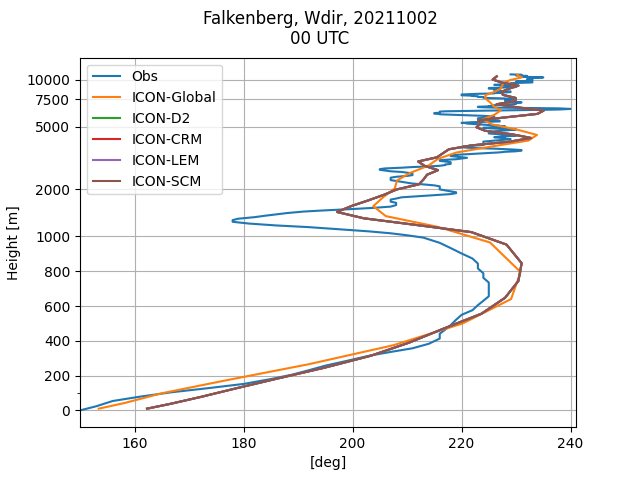 Falkenberg, Wdir, 20211002
00 UTC
Obs
ICON-Global
ICON-D2
ICON-CRM
ICON-LEM
ICON-SCM
Height [m]
10000
7500
5000
2000
1000
800
600
400
200
0
160
180
200
220
240
[deg]